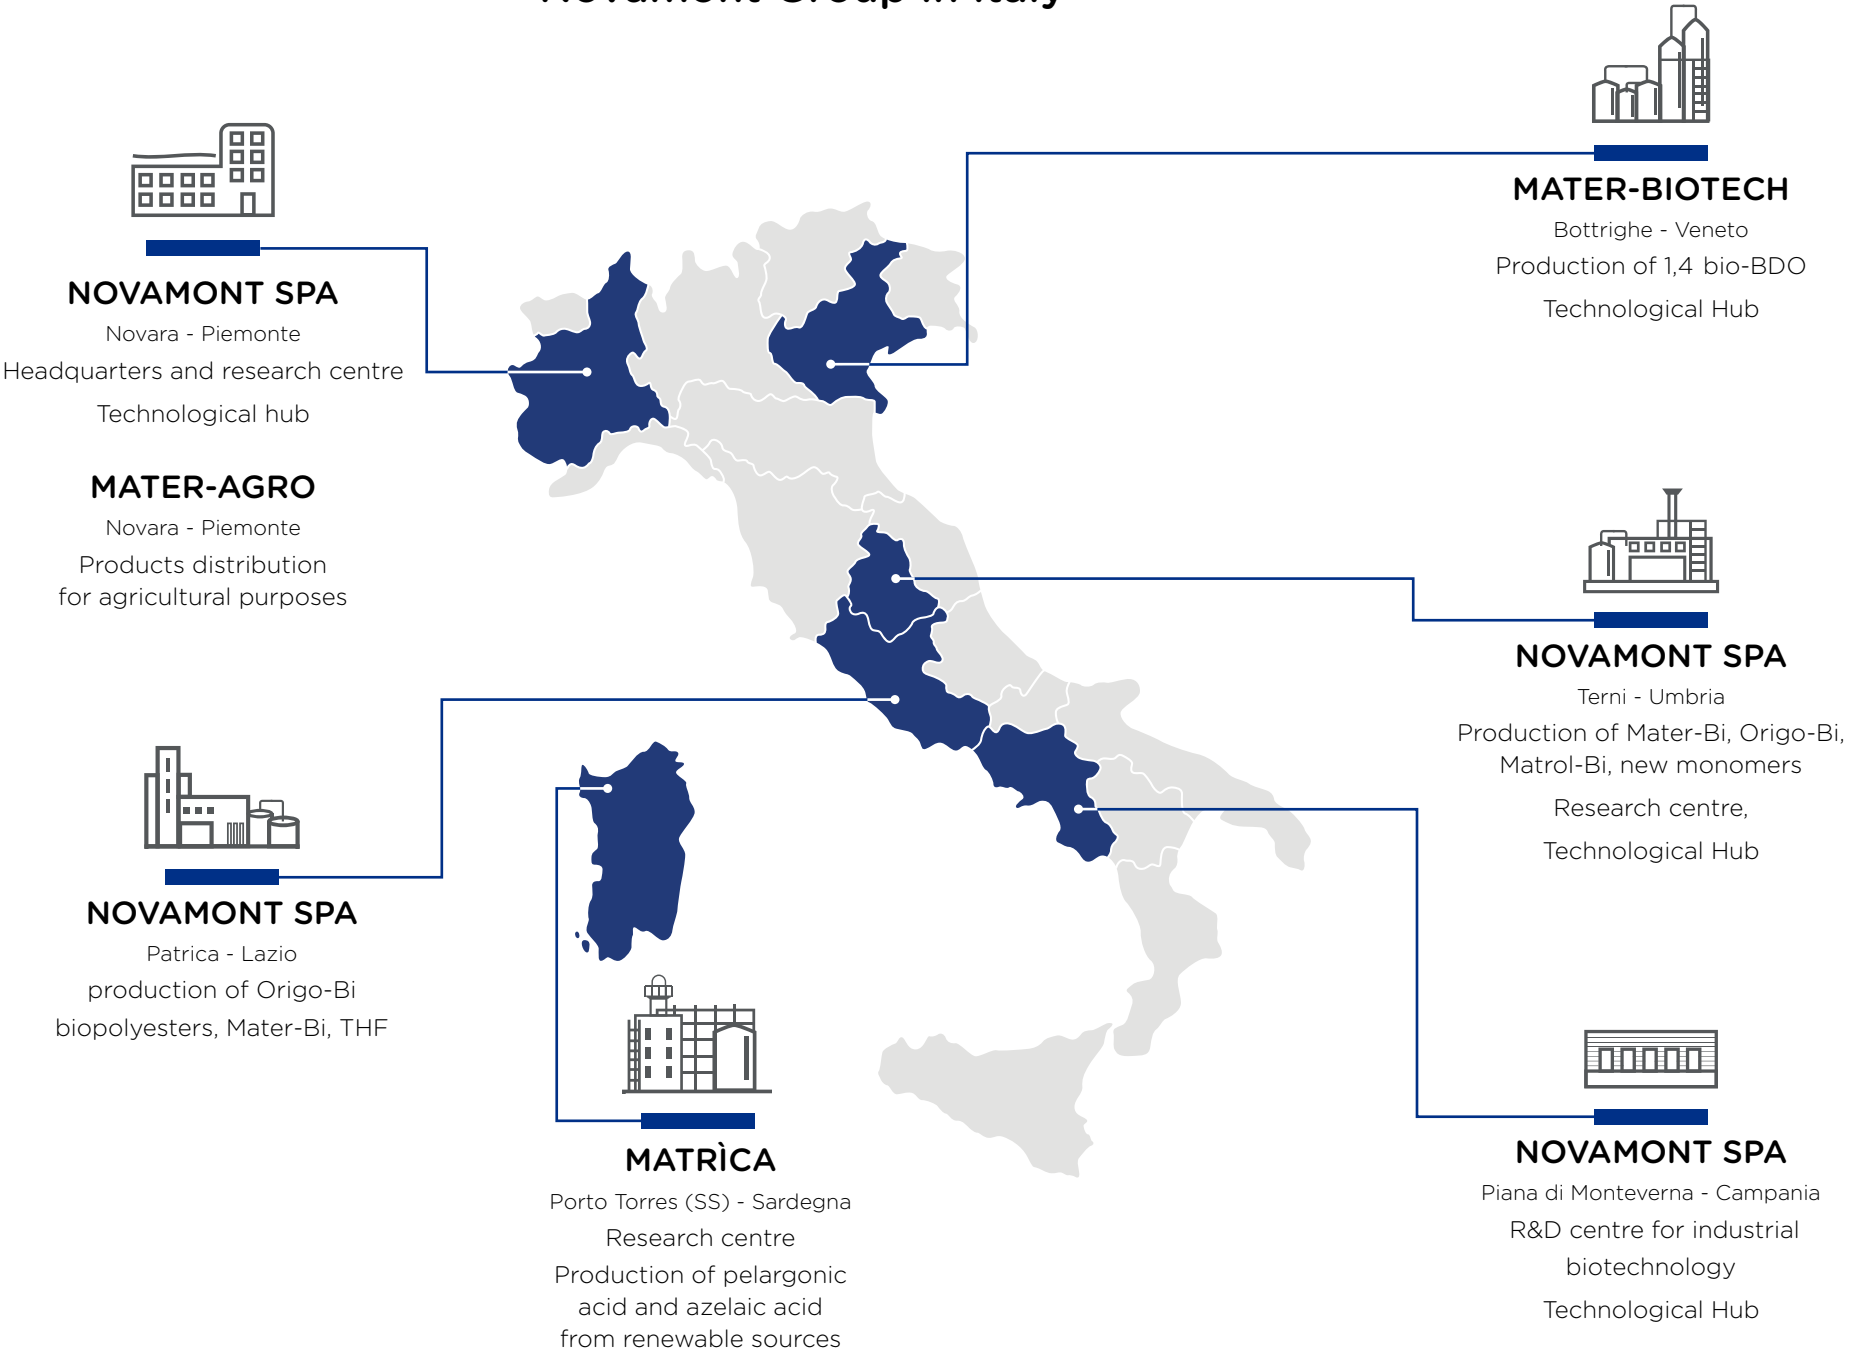 Novamont Group in Italy
NOVAMONT SPA
Novara - Piemonte
Headquarters and research centre
Technological hub
MATER-AGRO
Novara - Piemonte
Products distribution
for agricultural purposes
NOVAMONT SPA
Patrica - Lazio
production of Origo-Bi
biopolyesters, Mater-Bi, THF
MATRÌCA
Porto Torres (SS) - Sardegna
Research centre
Production of pelargonic
acid and azelaic acid
from renewable sources
MATER-BIOTECH
Bottrighe - Veneto
Production of 1,4 bio-BDO
Technological Hub
NOVAMONT SPA
Terni - Umbria
Production of Mater-Bi, Origo-Bi,
Matrol-Bi, new monomers
Research centre,
Technological Hub
NOVAMONT SPA
Piana di Monteverna - Campania
R&D centre for industrial
biotechnology
Technological Hub